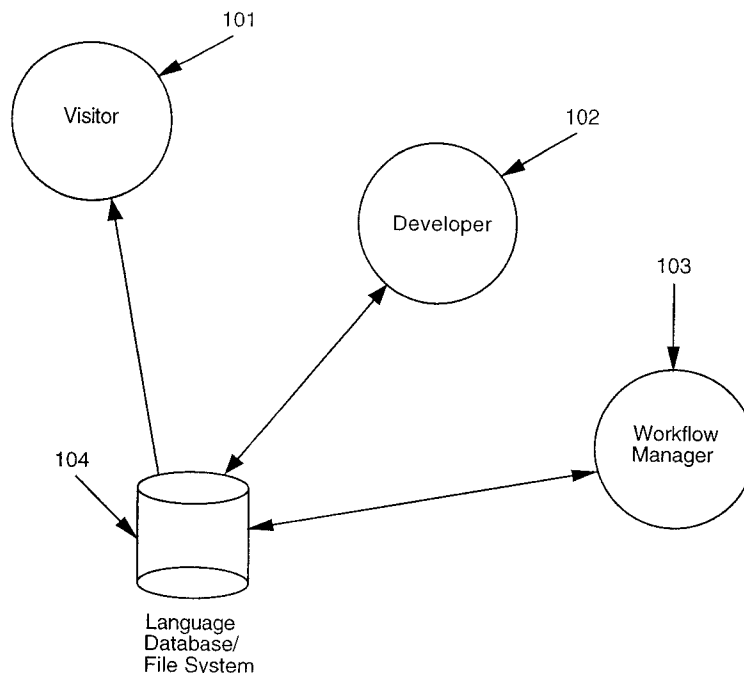 101
Visitor
102
Developer
103
Workflow
Manager
104
Language
Database/
File System